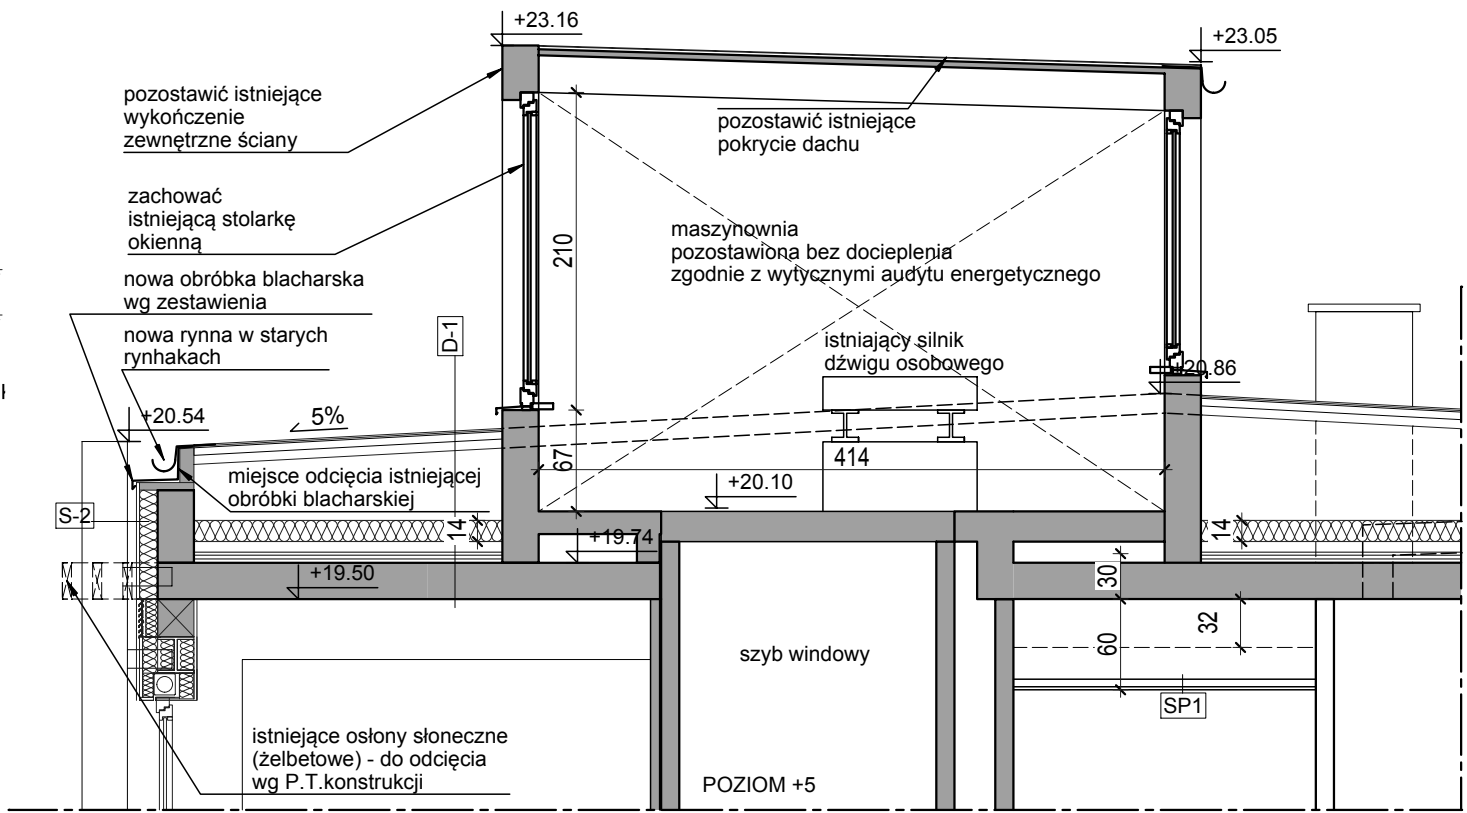 +23.16
+23.05
pozostawić istniejące
wykończenie
zewnętrzne ściany
pozostawić istniejące
pokrycie dachu
zachować
istniejącą stolarkę
okienną
maszynownia
pozostawiona bez docieplenia
zgodnie z wytycznymi audytu energetycznego
210
nowa obróbka blacharska
wg zestawienia
nowa rynna w starych
rynhakach
D-1
istniający silnik
dźwigu osobowego
+20.86
+20.54
5%
67
414
miejsce odcięcia istniejącej
obróbki blacharskiej
+20.10
S-2
14
14
+19.74
+19.50
30
32
60
szyb windowy
SP1
istniejące osłony słoneczne
(żelbetowe) - do odcięcia
wg P.T.konstrukcji
POZIOM +5